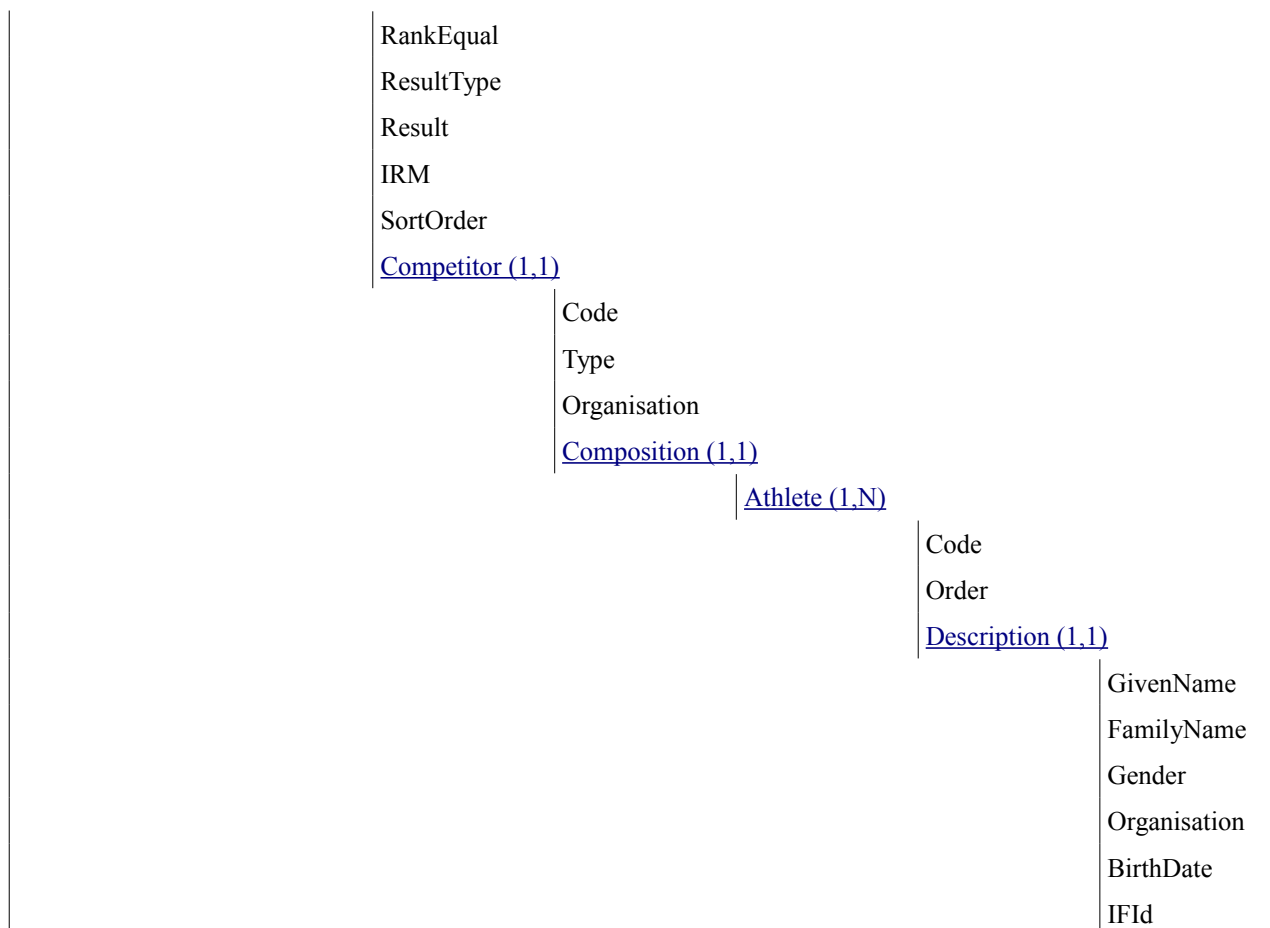 RankEqual
ResultType
Result
IRM
SortOrder
Competitor (1,1)
Code
Type
Organisation
Composition (1,1)
Athlete (1,N)
Code
Order
Description (1,1)
GivenName
FamilyName
Gender
Organisation
BirthDate
IFId